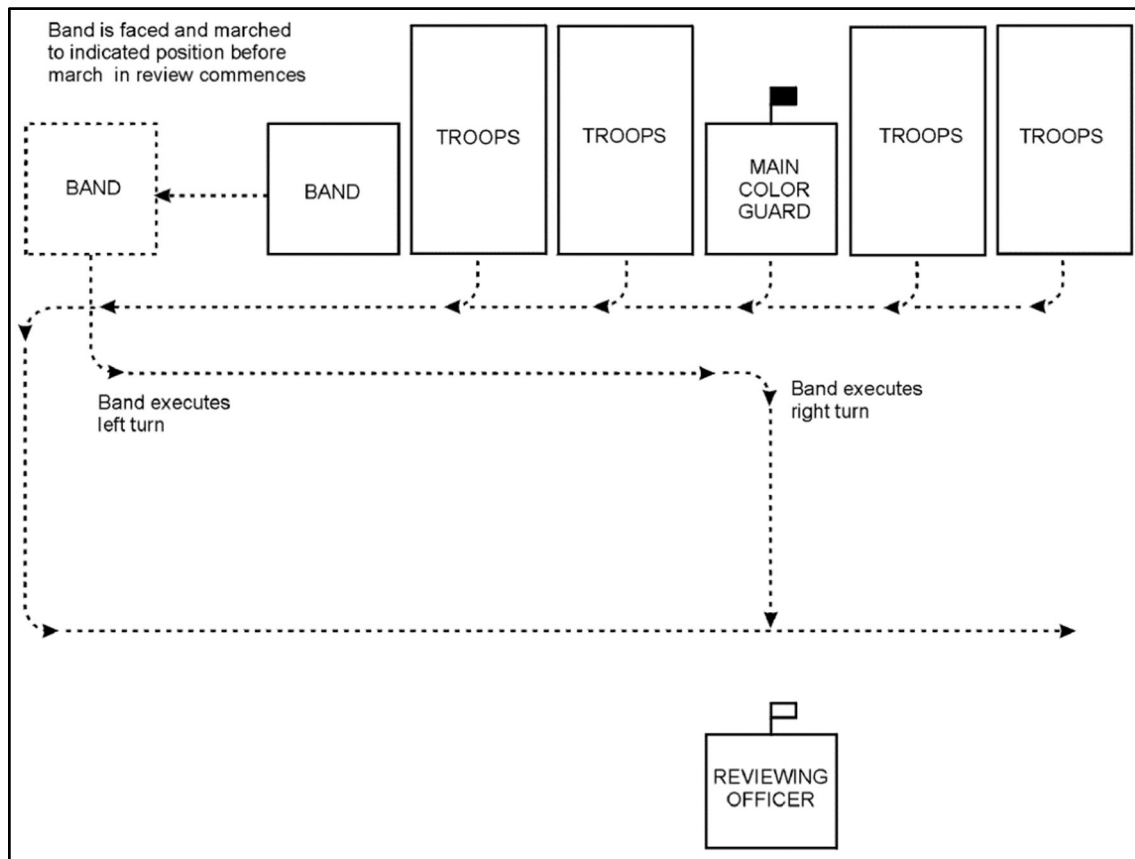 Band is faced and marched
to indicated position before
march in review commences
BAND
BAND
TROOPS
TROOPS
MAIN
COLOR
GUARD
TROOPS
TROOPS
Band executes
left turn
Band executes
right turn
REVIEWING
OFFICER